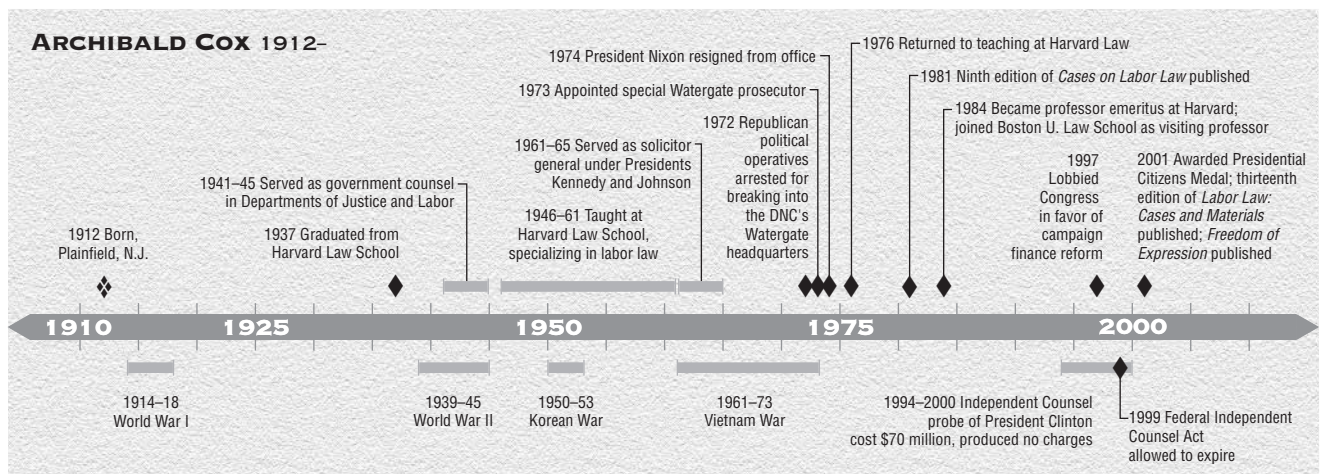 ARCHIBALD COX 1912–
1974 President Nixon resigned from office
1976 Returned to teaching at Harvard Law
1973 Appointed special Watergate prosecutor
1981 Ninth edition of Cases on Labor Law published
1984 Became professor emeritus at Harvard;
joined Boston U. Law School as visiting professor
1972 Republican
political
operatives
arrested for
breaking into
the DNC's
Watergate
headquarters
1961–65 Served as solicitor
general under Presidents
Kennedy and Johnson
1997
Lobbied
Congress
in favor of
campaign
finance reform
2001 Awarded Presidential
Citizens Medal; thirteenth
edition of Labor Law:
Cases and Materials
published; Freedom of
Expression published
1941–45 Served as government counsel
in Departments of Justice and Labor
1946–61 Taught at
Harvard Law School,
specializing in labor law
1912 Born,
Plainfield, N.J.
1937 Graduated from
Harvard Law School
1910 1925 1950 1975 2000
1914–18
World War I
1939–45
World War II
1950–53
Korean War
1961–73
Vietnam War
1994–2000 Independent Counsel
probe of President Clinton
cost $70 million, produced no charges
1999 Federal Independent
Counsel Act
allowed to expire